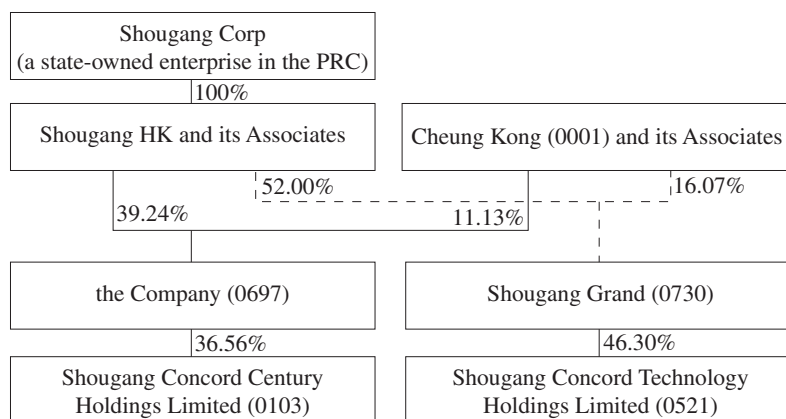 Shougang Corp
(a state-owned enterprise in the PRC)
100%
Shougang HK and its Associates
Cheung Kong (0001) and its Associates
52.00%
16.07%
39.24%
11.13%
the Company (0697)
Shougang Grand (0730)
36.56%
46.30%
Shougang Concord Century
Holdings Limited (0103)
Shougang Concord Technology
Holdings Limited (0521)